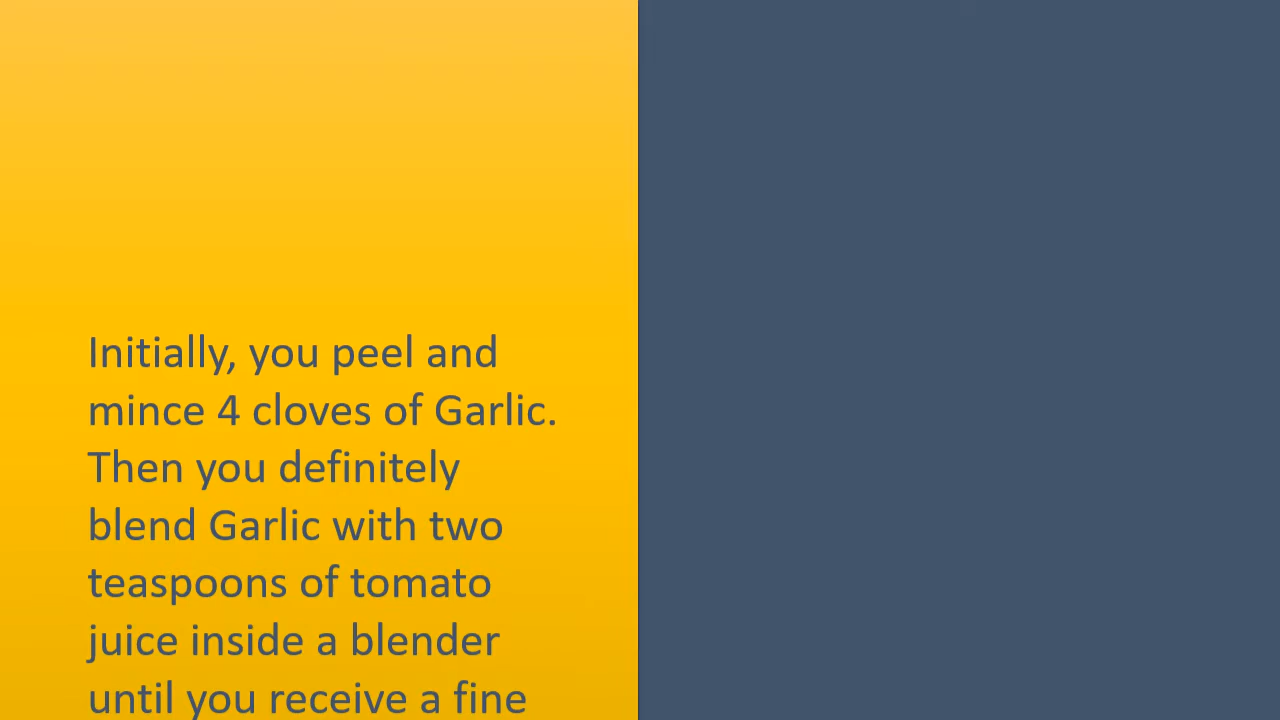 Initially, you peel and
mince 4 cloves of Garlic.
Then you definitely
blend Garlic with two
teaspoons of tomato
juice inside a blender
until you receive a fine